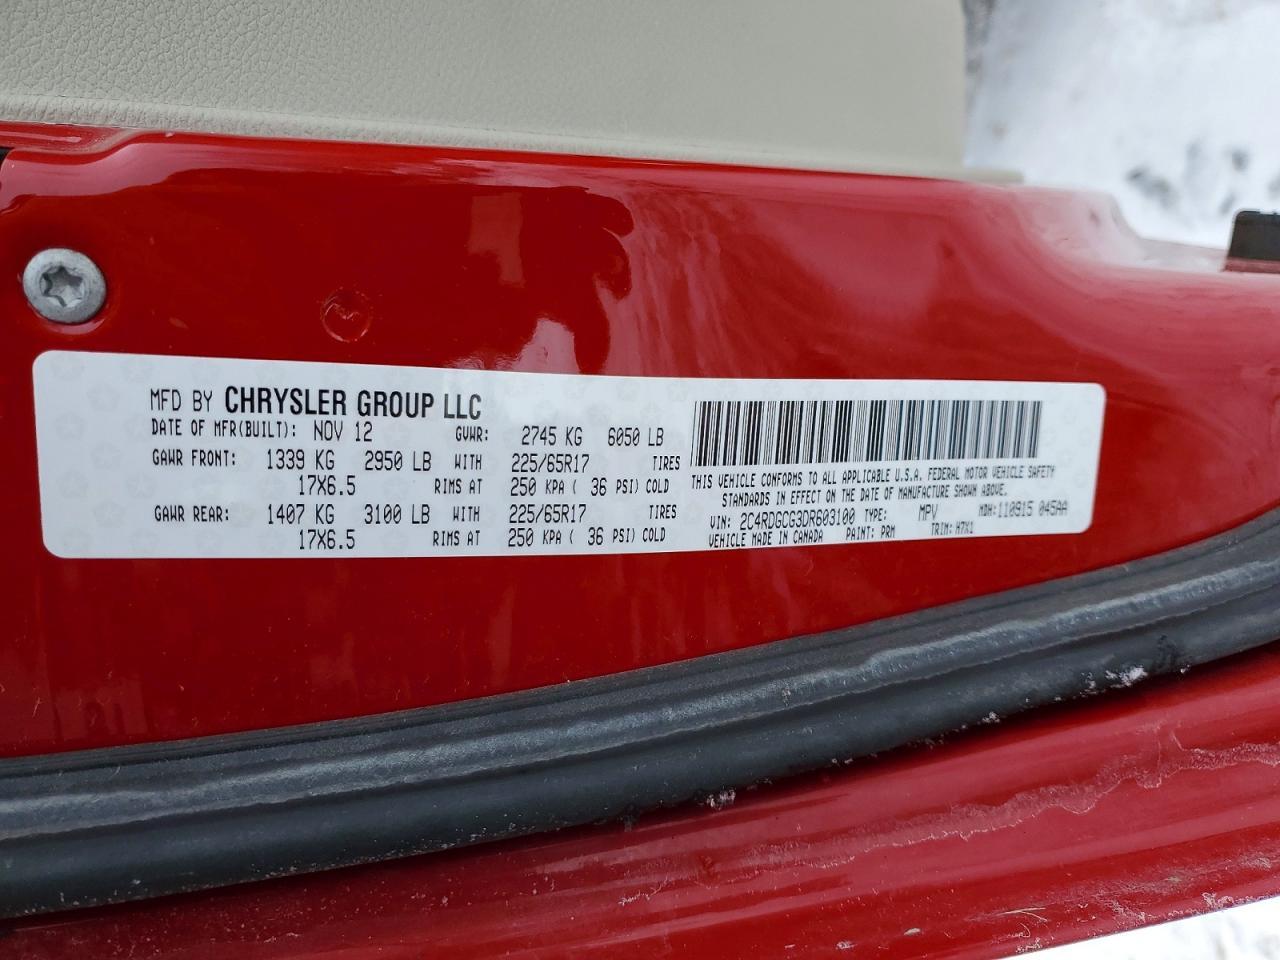 MFD BY CHRYSLER GROUP LLC
DATE OF MFR(BUILT): NOV 12 GVWR: 2745 KG 6050 LB
GAWR FRONT: 1339 KG 2950 LB WITH 225/65R17 TIRES
17X6.5 RIMS AT 250 KPA ( 36 PSI) COLD
GAWR REAR: 1407 KG 3100 LB WITH 225/65R17 TIRES
17X6.5 RIMS AT 250 KPA ( 36 PSI) COLD
THIS VEHICLE CONFORMS TO ALL APPLICABLE U.S.A. FEDERAL MOTOR VEHICLE SAFETY
STANDARDS IN EFFECT ON THE DATE OF MANUFACTURE SHOWN ABOVE.
VIN: 2C4RDGCG3DR603100 TYPE: MPV MDH: 110915 045AA
VEHICLE MADE IN CANADA PAINT: PRM TRIM: H7X1